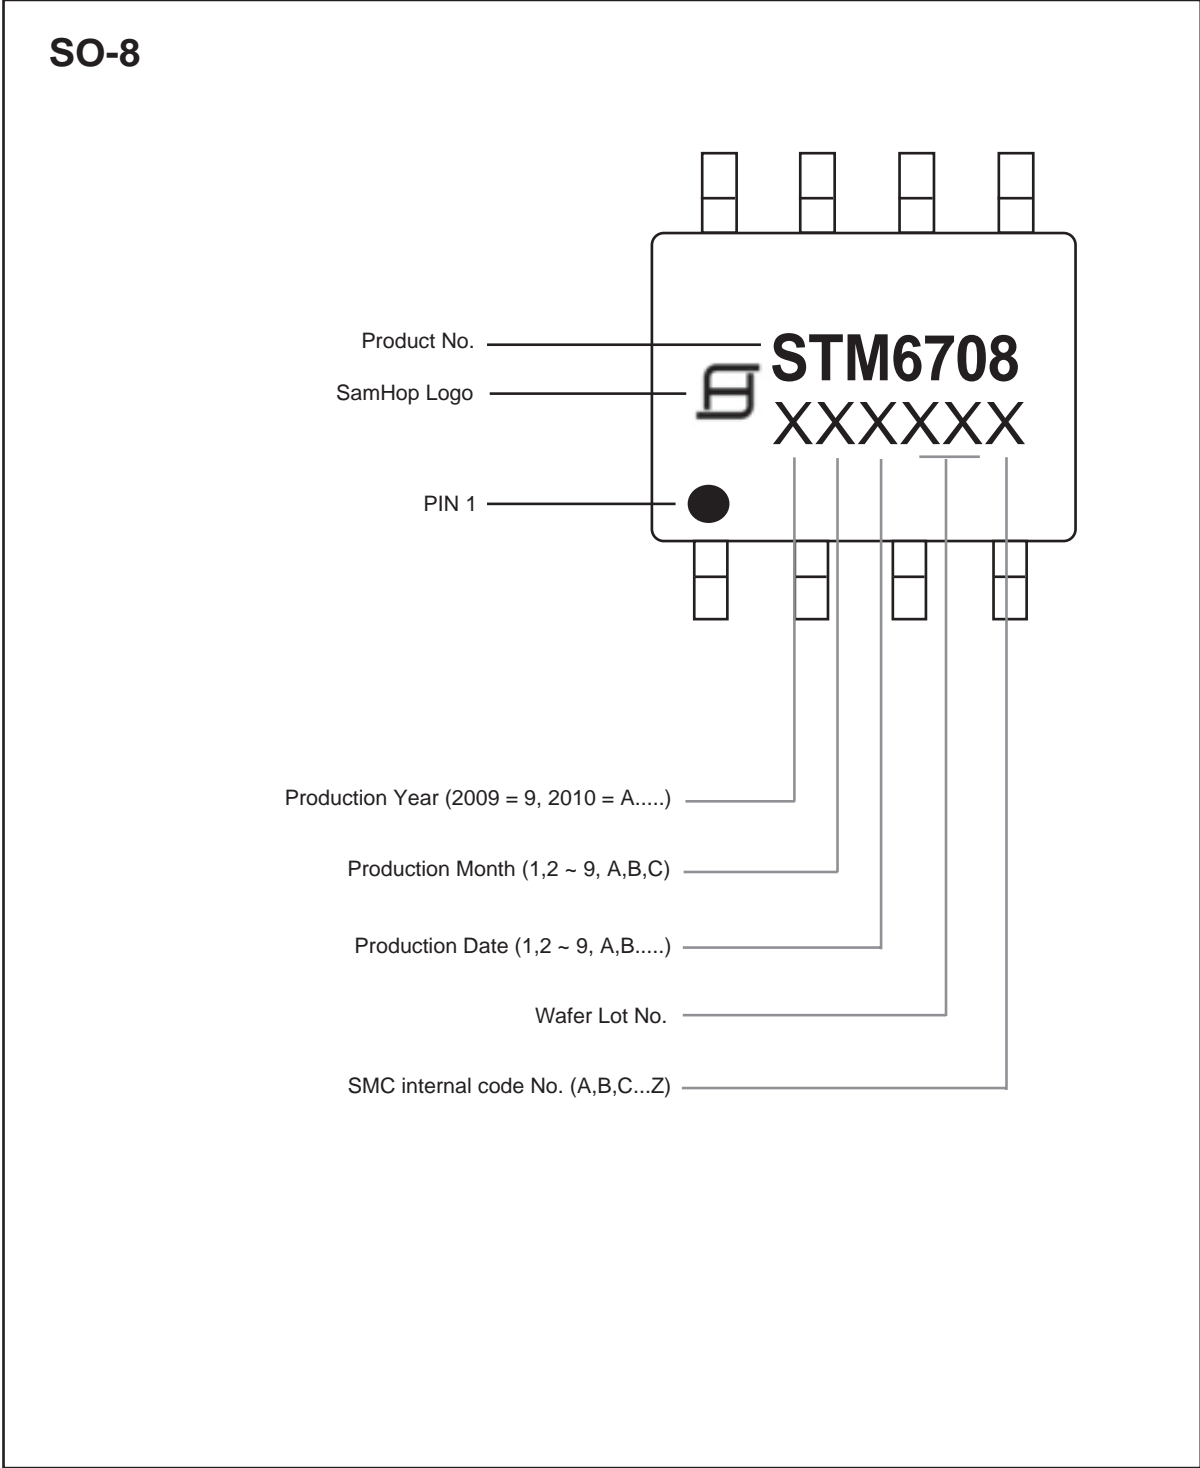 SO-8
Product No.
STM6708
SamHop Logo
XXXXXX
PIN 1
Production Year (2009 = 9, 2010 = A.....)
Production Month (1,2 ~ 9, A,B,C)
Production Date (1,2 ~ 9, A,B.....)
Wafer Lot No.
SMC internal code No. (A,B,C...Z)